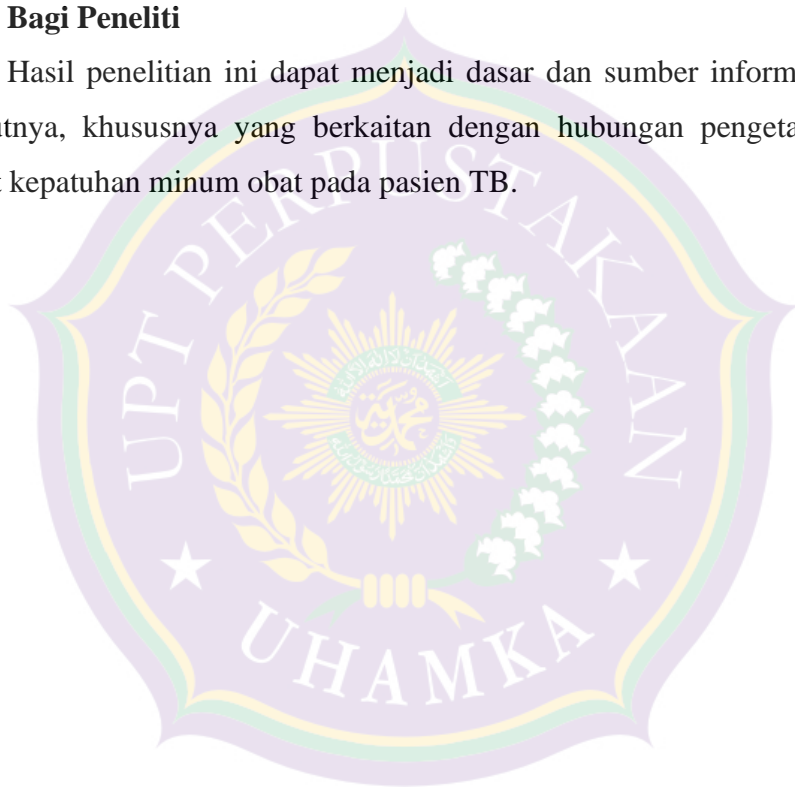 Bagi Peneliti
Hasil penelitian ini dapat menjadi dasar dan sumber inform
utnya, khususnya yang berkaitan dengan hubungan pengeta
kepatuhan minum obat pada pasien TB.
UPT PERPUSTAKAAN
UHAMKA